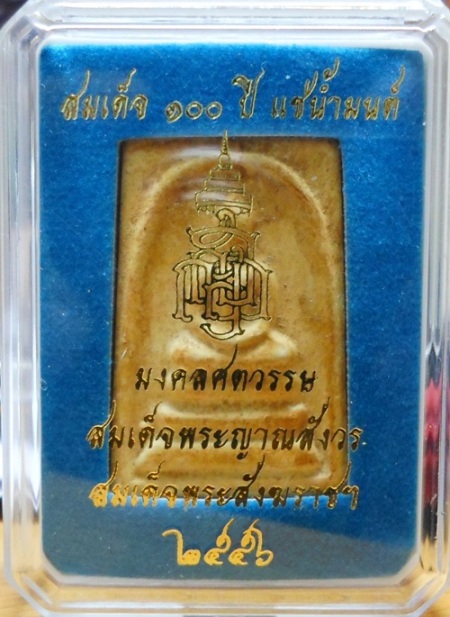 สมเด็จ ๑๐๐ ปี แช่น้ำมนต์
มงคลศตวรรษ
สมเด็จพระญาณสังวร
สมเด็จพระสังฆราชฯ
๒๕๕๖